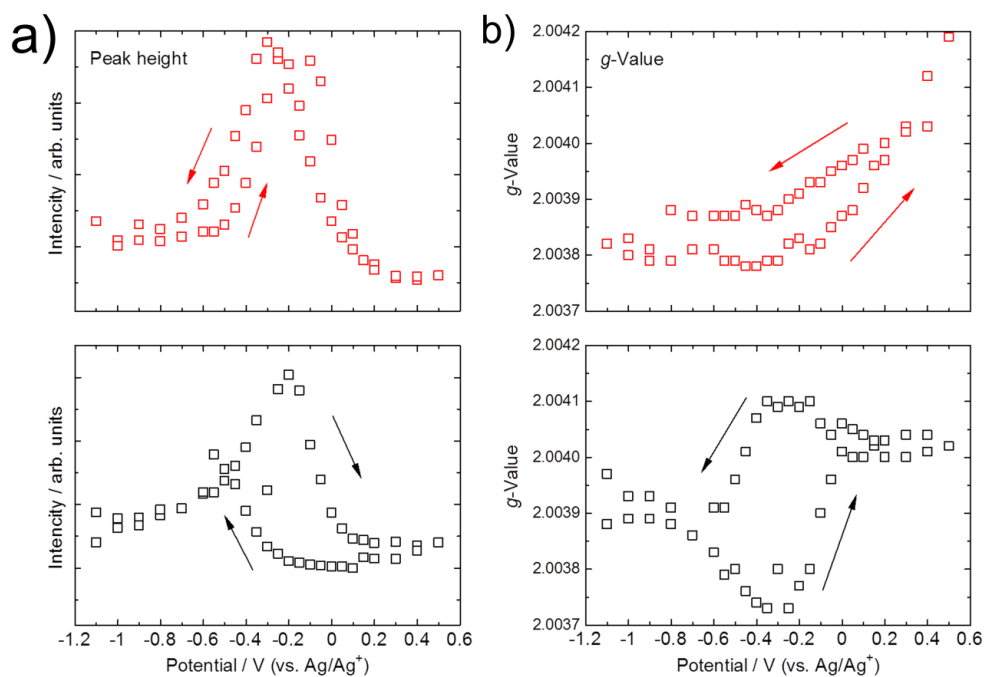 a)
Peak height
Intencity / arb. units
b)
g-Value
g-Value
2.0042
2.0041
2.0040
2.0039
2.0038
2.0037
Intencity / arb. units
-1.2 -1 -0.8 -0.6 -0.4 -0.2 0 0.2 0.4 0.6
Potential / V (vs. Ag/Ag⁺)
g-Value
2.0042
2.0041
2.0040
2.0039
2.0038
2.0037
-1.2 -1 -0.8 -0.6 -0.4 -0.2 0 0.2 0.4 0.6
Potential / V (vs. Ag/Ag⁺)